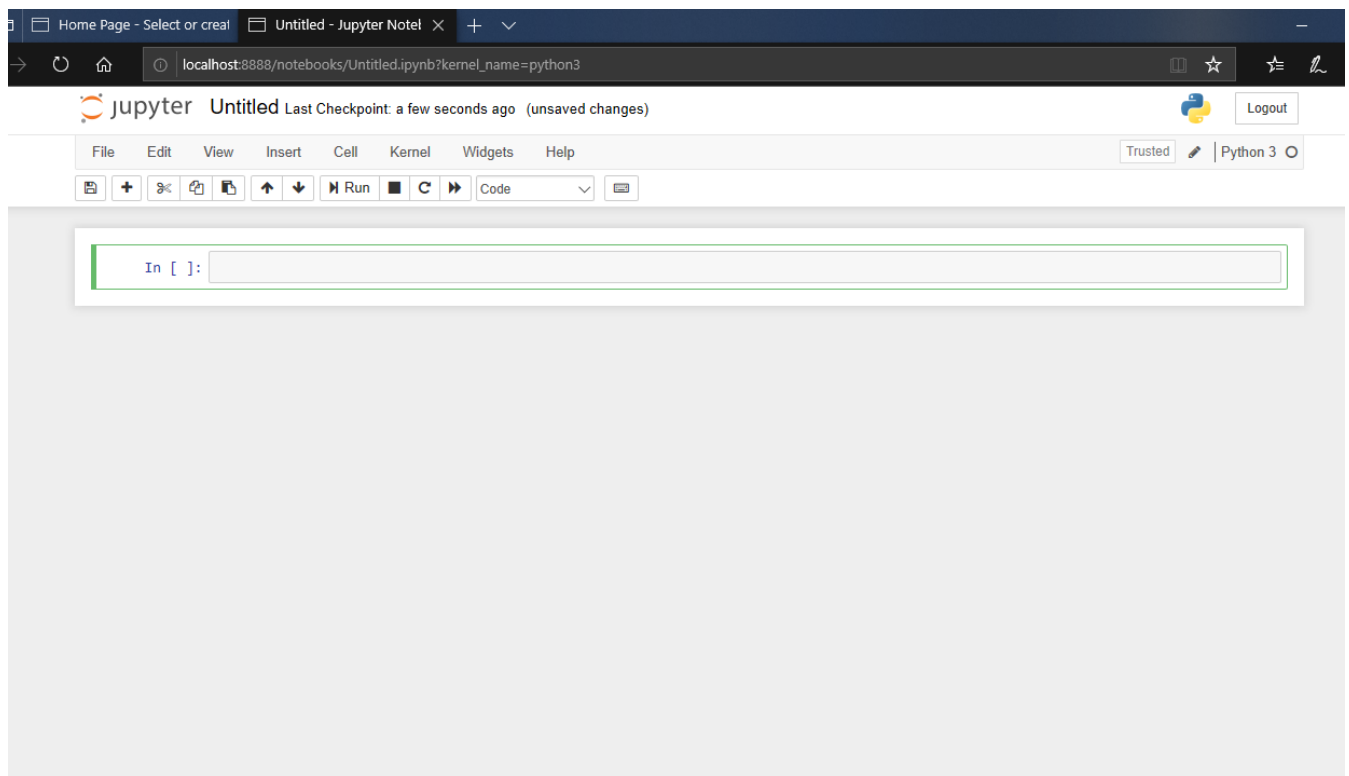 Home Page - Select or creat Untitled - Jupyter Notel
localhost:8888/notebooks/Untitled.ipynb?kernel_name=python3
jupyter Untitled Last Checkpoint: a few seconds ago (unsaved changes) Logout
File Edit View Insert Cell Kernel Widgets Help Trusted Python 3
Run Code
In [ ]: